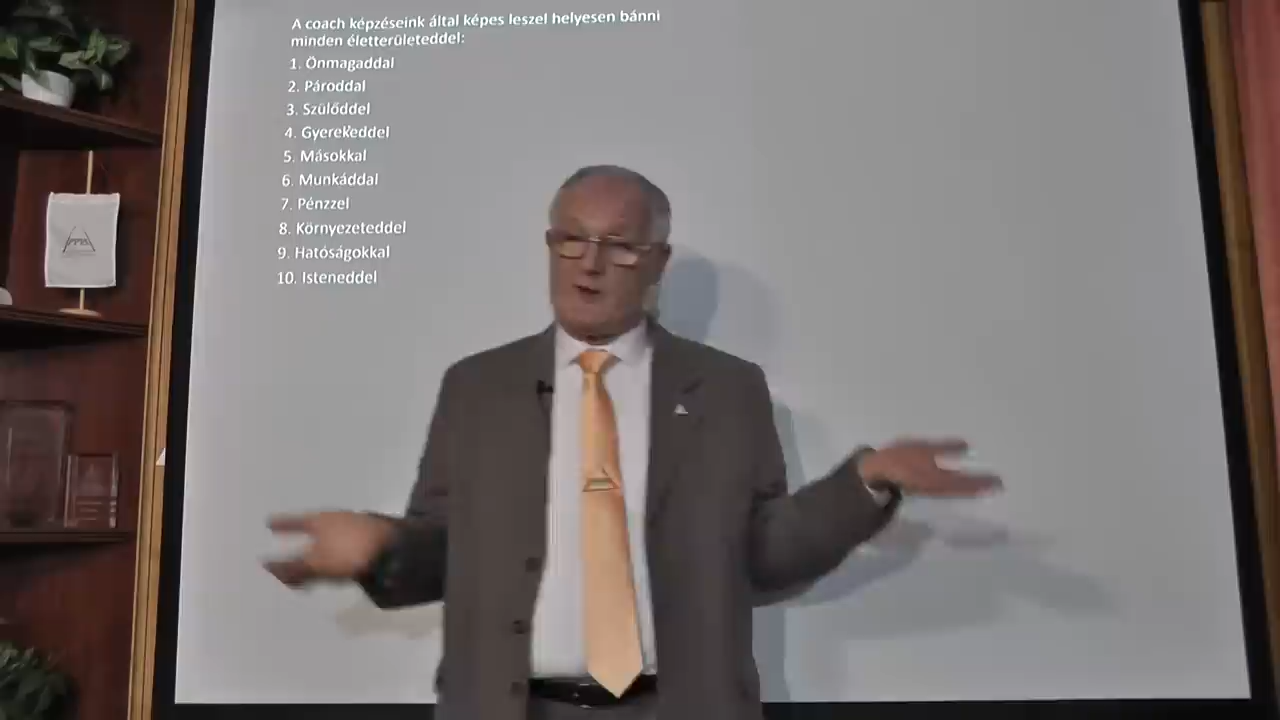 A coach képzéseink által képes leszel helyesen bánni
minden életterületeddel:
1. Önmagaddal
2. Pároddal
3. Szülőddel
4. Gyerekeddel
5. Másokkal
6. Munkáddal
7. Pénzzel
8. Környezeteddel
9. Hatóságokkal
10. Isteneddel